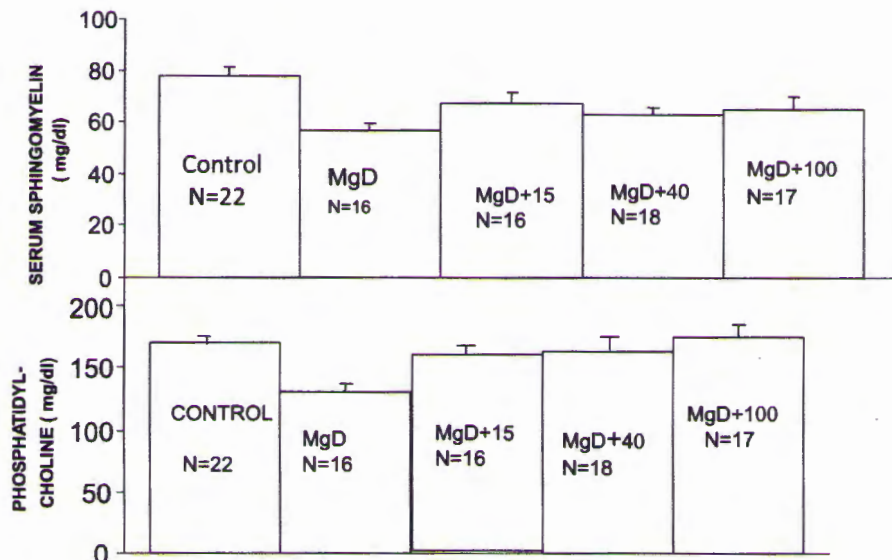 SERUM SPHINGOMYELIN
( mg/dl)
100
80
60
40
20
0
Control
N=22
MgD
N=16
MgD+15
N=16
MgD+40
N=18
MgD+100
N=17
PHOSPHATIDYL-
CHOLINE ( mg/dl)
200
150
100
50
0
CONTROL
N=22
MgD
N=16
MgD+15
N=16
MgD+40
N=18
MgD+100
N=17